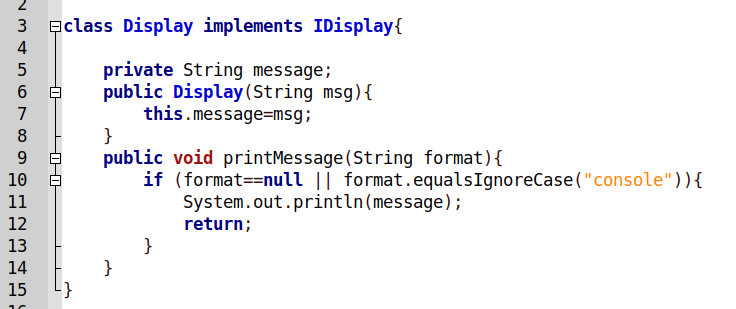 2
3 class Display implements IDisplay{
4
5     private String message;
6     public Display(String msg){
7         this.message=msg;
8     }
9     public void printMessage(String format){
10         if (format==null || format.equalsIgnoreCase("console")){
11             System.out.println(message);
12             return;
13         }
14     }
15 }
16